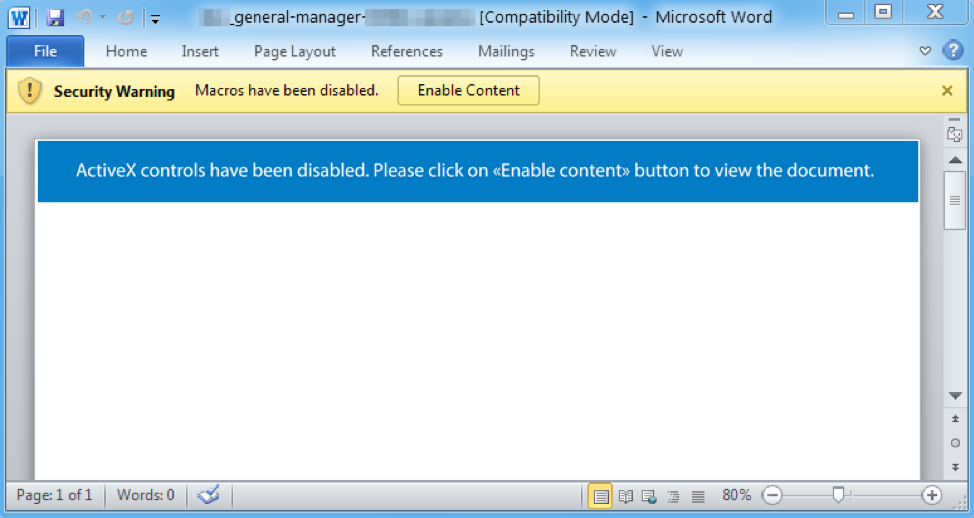 _general-manager- [Compatibility Mode] - Microsoft Word
File Home Insert Page Layout References Mailings Review View
Security Warning Macros have been disabled. Enable Content
ActiveX controls have been disabled. Please click on «Enable content» button to view the document.
Page: 1 of 1 Words: 0 80%